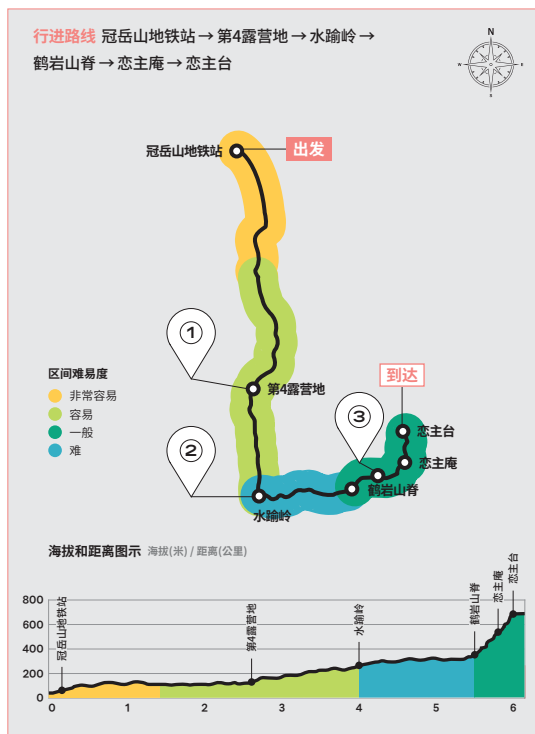 行进路线 冠岳山地铁站 → 第4露营地 → 水踰岭 →
鹤岩山脊 → 恋主庵 → 恋主台
N
W
E
S
冠岳山地铁站
出发
1
第4露营地
到达
区间难易度
非常容易
容易
一般
难
3
恋主台
恋主庵
2
鹤岩山脊
水踰岭
海拔和距离图示 海拔(米) / 距离(公里)
冠岳山地铁站
第4露营地
水踰岭
鹤岩山脊
恋主庵
恋主台
800
600
400
200
0
0 1 2 3 4 5 6